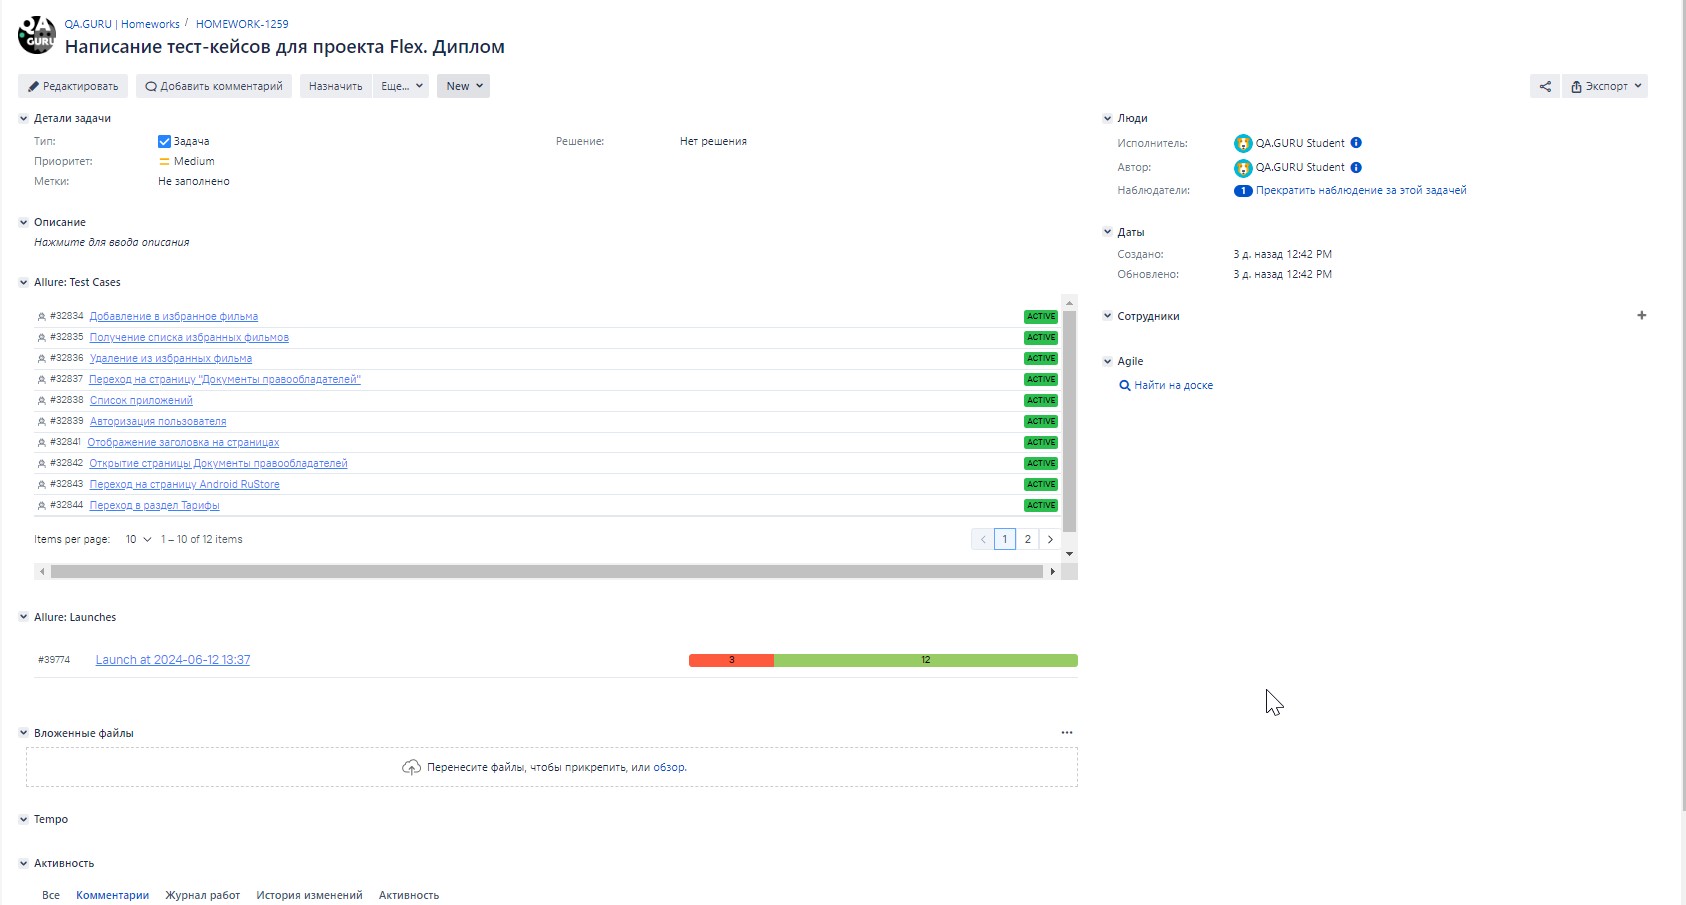 QA GURU
QA.GURU | Homeworks / HOMEWORK-1259
Написание тест-кейсов для проекта Flex. Диплом
Редактировать Добавить комментарий Назначить Еще... New Экспорт
Детали задачи
Тип: Задача Решение: Нет решения
Приоритет: Medium
Метки: Не заполнено
Описание
Нажмите для ввода описания
Allure: Test Cases
#32834 Добавление в избранное фильма ACTIVE
#32835 Получение списка избранных фильмов ACTIVE
#32836 Удаление из избранных фильма ACTIVE
#32837 Переход на страницу "Документы правообладателей" ACTIVE
#32838 Список приложений ACTIVE
#32839 Авторизация пользователя ACTIVE
#32841 Отображение заголовка на страницах ACTIVE
#32842 Открытие страницы Документы правообладателей ACTIVE
#32843 Переход на страницу Android RuStore ACTIVE
#32844 Переход в раздел Тарифы ACTIVE
Items per page: 10 1 – 10 of 12 items 1 2
Allure: Launches
#39774 Launch at 2024-06-12 13:37 3 12
Вложенные файлы
Перенесите файлы, чтобы прикрепить, или обзор.
Tempo
Активность
Все Комментарии Журнал работ История изменений Активность
Люди
Исполнитель: QA.GURU Student
Автор: QA.GURU Student
Наблюдатели: 1 Прекратить наблюдение за этой задачей
Даты
Создано: 3 д. назад 12:42 PM
Обновлено: 3 д. назад 12:42 PM
Сотрудники
Agile
Найти на доске